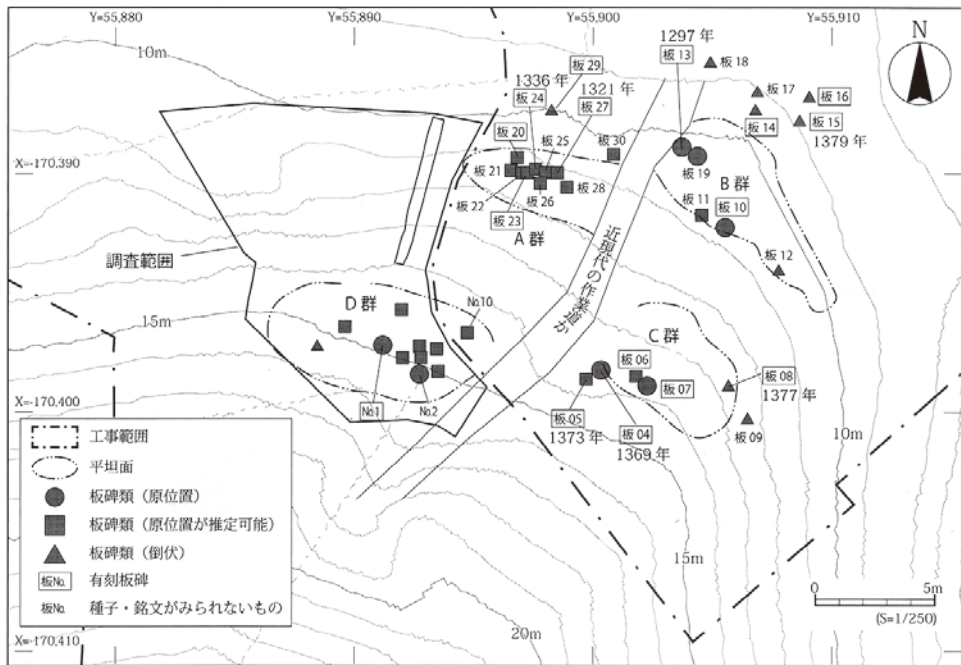 Y=55,880
Y=55,890
Y=55,900
Y=55,910
10m
1297年
板13
板18
N
1336年
板29
板24
1321年
板27
板17
板16
板14
板15
1379年
X=-170,390
板20
板25
板30
板19
板21
板28
B群
板11
板10
板22
板26
板23
A群
板12
近現代の作業道か
調査範囲
D群
No.10
15m
C群
板06
板08
1377年
板07
X=-170,400
No.1
No.2
板05
1373年
板04
1369年
板09
10m
工事範囲
平坦面
板碑類（原位置）
板碑類（原位置が推定可能）
板碑類（倒伏）
板No. 有刻板碑
板No. 種子・銘文がみられないもの
15m
0 5m
(S=1/250)
X=-170,410
20m